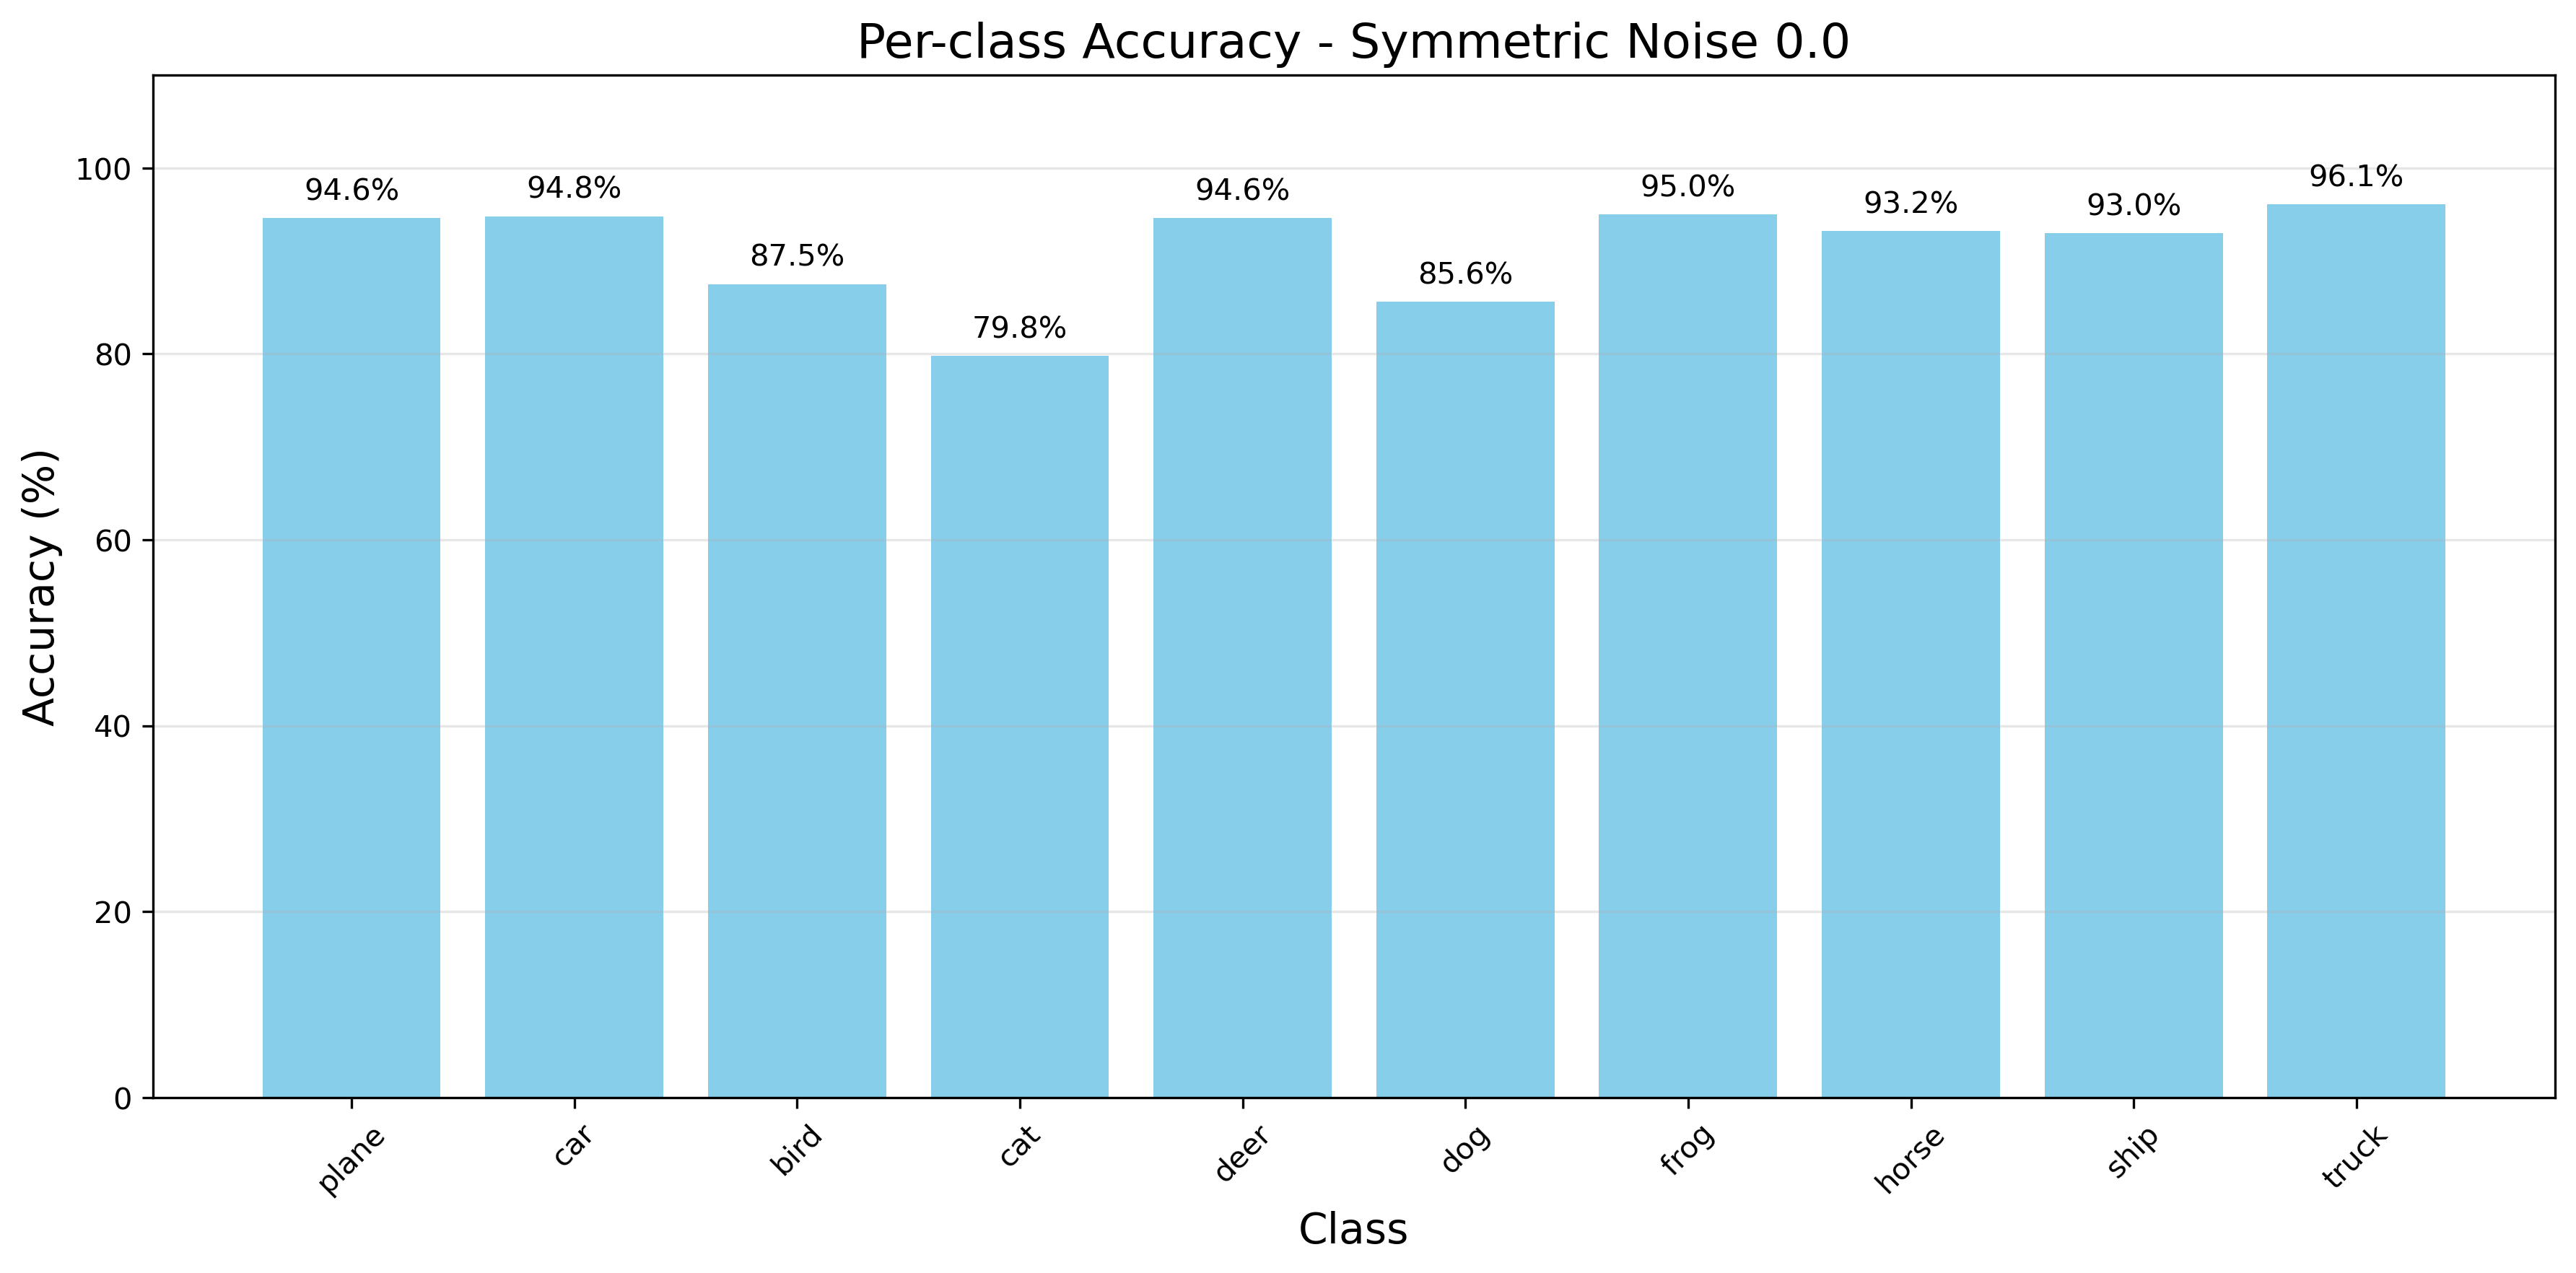 Per-class Accuracy - Symmetric Noise 0.0
Accuracy (%)
100
80
60
40
20
0
94.6%
94.8%
87.5%
79.8%
94.6%
85.6%
95.0%
93.2%
93.0%
96.1%
plane
car
bird
cat
deer
dog
frog
horse
ship
truck
Class